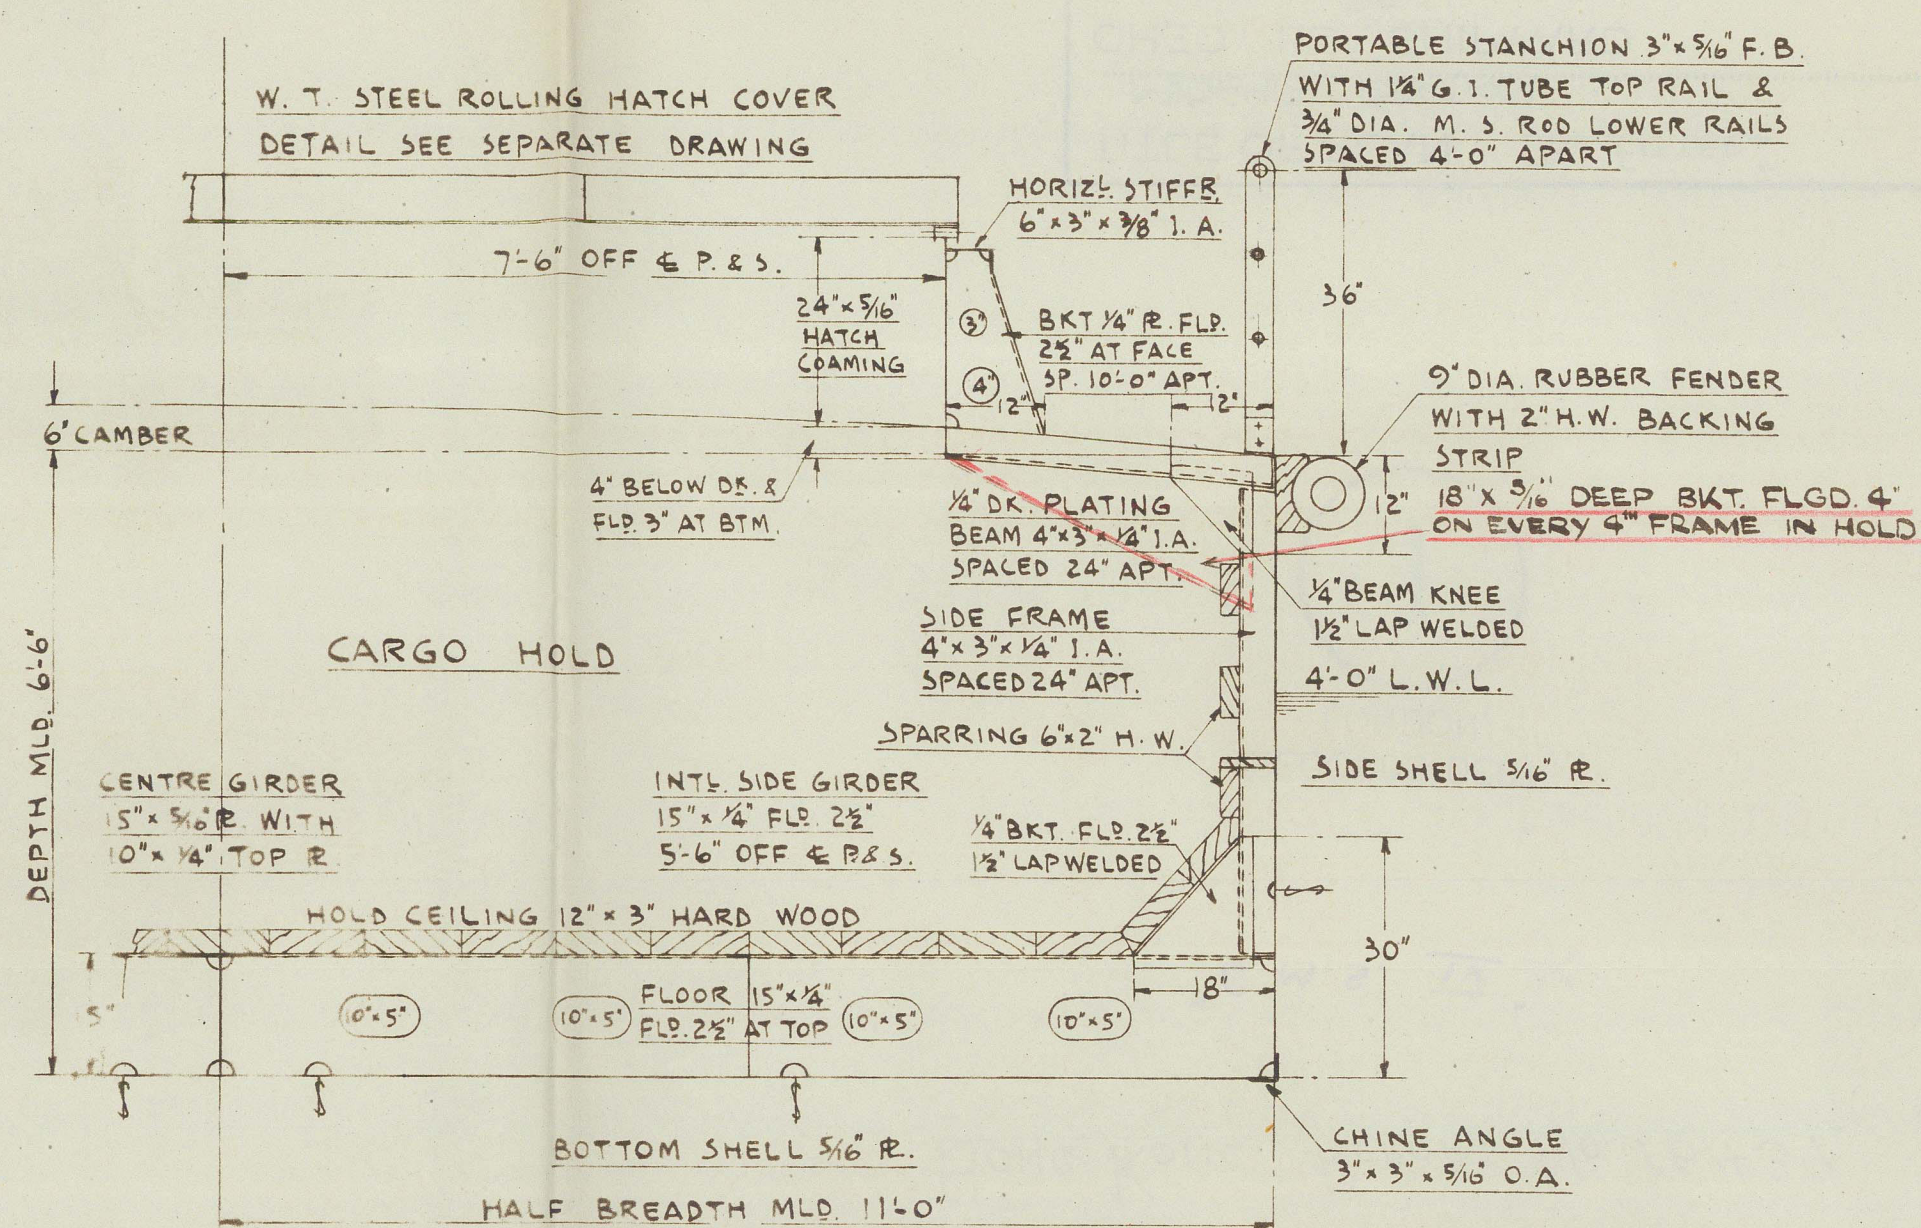 W. T. STEEL ROLLING HATCH COVER
DETAIL SEE SEPARATE DRAWING
PORTABLE STANCHION 3" x 5/16" F. B.
WITH 1¼" G. I. TUBE TOP RAIL &
3/4" DIA. M. S. ROD LOWER RAILS
SPACED 4'-0" APART
HORIZL. STIFFR.
6" x 3" x 3/8" I. A.
7'-6" OFF ℄ P. & S.
24" x 5/16"
HATCH
COAMING
3"
4"
BKT ¼" PL. FLD.
2½" AT FACE
SP. 10'-0" APT.
12"
12"
36"
9" DIA. RUBBER FENDER
WITH 2" H.W. BACKING
STRIP
18" x 5/16" DEEP BKT. FLGD. 4"
ON EVERY 4TH FRAME IN HOLD
12"
6" CAMBER
4" BELOW DK. &
FLD. 3" AT BTM.
¼" DK. PLATING
BEAM 4" x 3" x ¼" I.A.
SPACED 24" APT.
¼" BEAM KNEE
1½" LAP WELDED
SIDE FRAME
4" x 3" x ¼" I.A.
SPACED 24" APT.
4'-0" L.W.L.
CARGO HOLD
DEPTH MLD. 6'-6"
SPARRING 6" x 2" H.W.
SIDE SHELL 5/16" PL.
CENTRE GIRDER
15" x 5/16" PL. WITH
10" x ¼" TOP PL
INTL. SIDE GIRDER
15" x ¼" FLD. 2½"
5'-6" OFF ℄ P. & S.
¼" BKT. FLD. 2½"
1½" LAP WELDED
HOLD CEILING 12" x 3" HARD WOOD
30"
18"
15"
10" x 5"
10" x 5"
FLOOR 15" x ¼"
FLD. 2½" AT TOP
10" x 5"
10" x 5"
BOTTOM SHELL 5/16" PL.
CHINE ANGLE
3" x 3" x 5/16" O.A.
HALF BREADTH MLD. 11'-0"